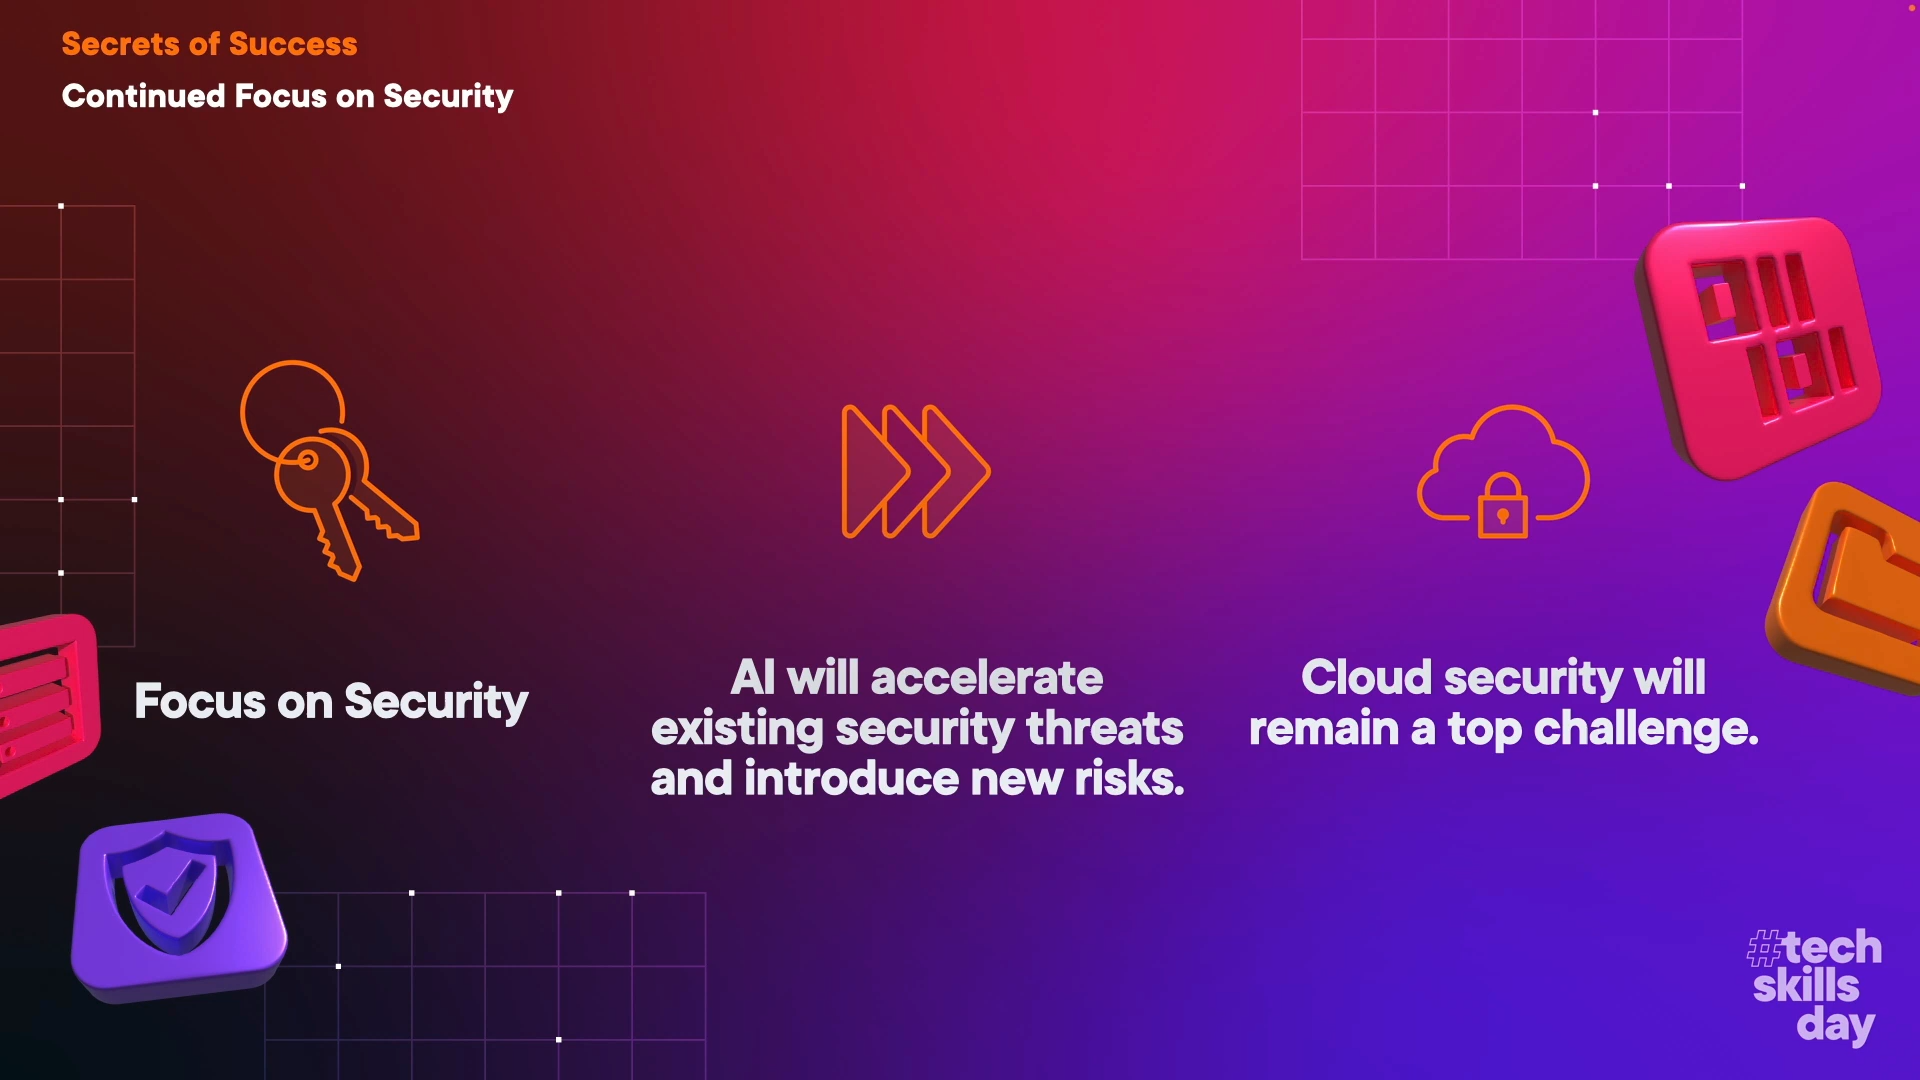 Secrets of Success
Continued Focus on Security
Focus on Security
AI will accelerate
existing security threats
and introduce new risks.
Cloud security will
remain a top challenge.
#tech
skills
day